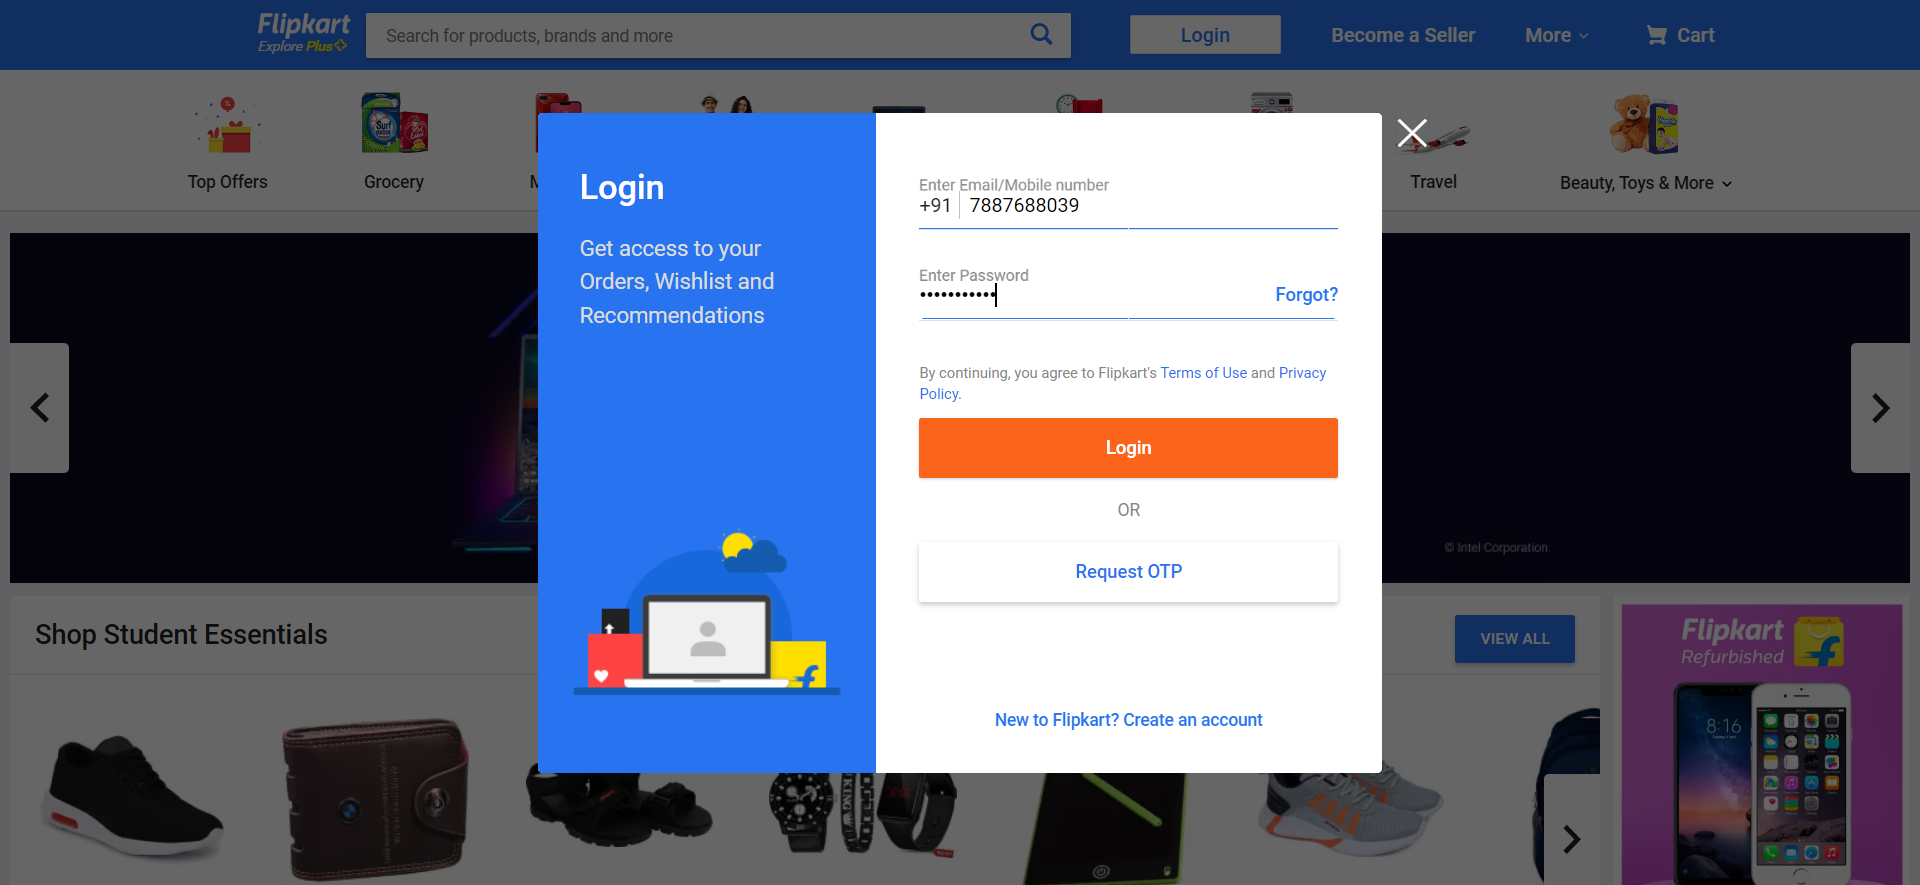 Flipkart
Explore Plus
Search for products, brands and more
Login
Become a Seller
More
Cart
Top Offers
Grocery
M
Travel
Beauty, Toys & More
Login
Get access to your
Orders, Wishlist and
Recommendations
Enter Email/Mobile number
+91 7887688039
Enter Password
•••••••••••
Forgot?
By continuing, you agree to Flipkart's Terms of Use and Privacy
Policy.
Login
OR
Request OTP
New to Flipkart? Create an account
© Intel Corporation.
Shop Student Essentials
VIEW ALL
Flipkart
Refurbished
8:16